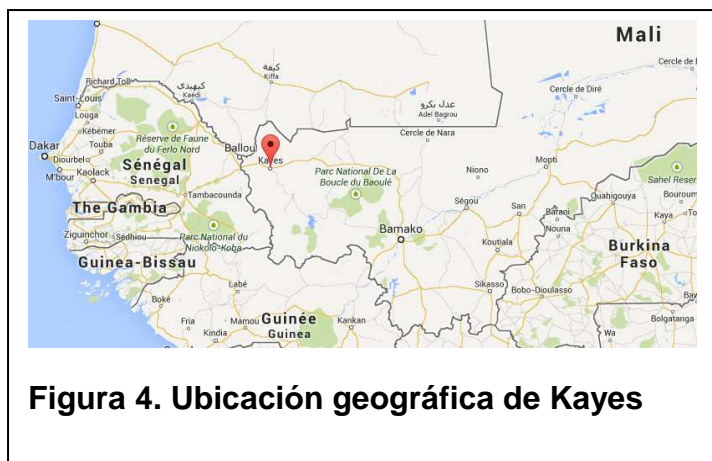 Mali
كيفة
Kiffa
Cercle de
Richard Toll
كيهيدي
Kaédi
عدل بكرو
Adel Bagrou
Cercle de Diré
Saint-Louis
Louga
Kébémer
Touba
Réserve de Faune
du Ferlo Nord
Ballou
Cercle de Nara
Dakar
Diourbel
M'bour
Kaolack
Sénégal
Senegal
Kayes
Parc National De La
Boucle du Baoulé
Niono
Mopti
Sahel Reser
Tambacounda
Ségou
San
Barani
Ouahigouya
Bourou
The Gambia
Kaya
Nouna
Ziguinchor
Sédhiou
Parc National du
Niokolo-Koba
Bamako
Koutiala
Burkina
Faso
Guinea-Bissau
Labé
Sikasso
Bobo-Dioulasso
Boké
Fria
Mamou
Guinée
Guinea
Kankan
Kindia
Wa
Bolgatanga
Figura 4. Ubicación geográfica de Kayes